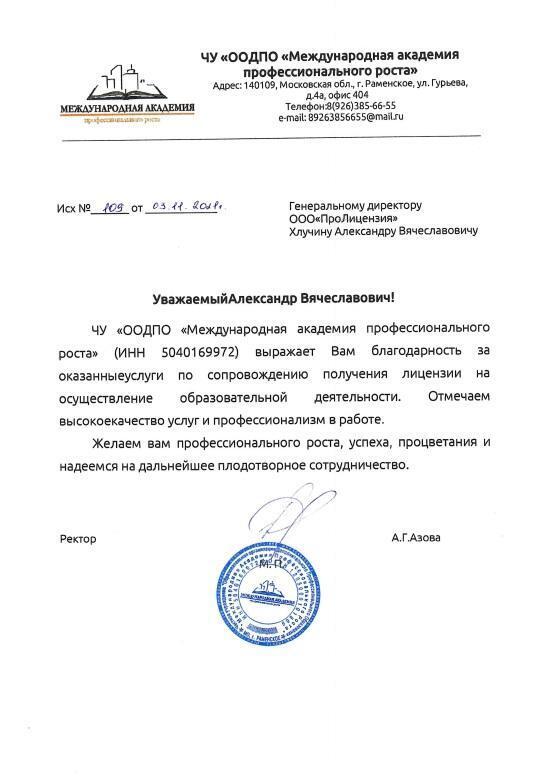 ЧУ «ООДПО «Международная академия
профессионального роста»
Адрес: 140109, Московская обл., г. Раменское, ул. Гурьева,
д.4а, офис 404
Телефон:8(926)385-66-55
e-mail: 89263856655@mail.ru
МЕЖДУНАРОДНАЯ АКАДЕМИЯ
профессионального роста
Исх № 109 от 03.11.
Генеральному директору
ООО«ПроЛицензия»
Хлучину Александру Вячеславовичу
УважаемыйАлександр Вячеславович!
ЧУ «ООДПО «Международная академия профессионального
роста» (ИНН 5040169972) выражает Вам благодарность за
оказанныеуслуги по сопровождению получения лицензии на
осуществление образовательной деятельности. Отмечаем
высокоекачество услуг и профессионализм в работе.
Желаем вам профессионального роста, успеха, процветания и
надеемся на дальнейшее плодотворное сотрудничество.
Ректор
А.Г.Азова
М.П.
МЕЖДУНАРОДНАЯ АКАДЕМИЯ